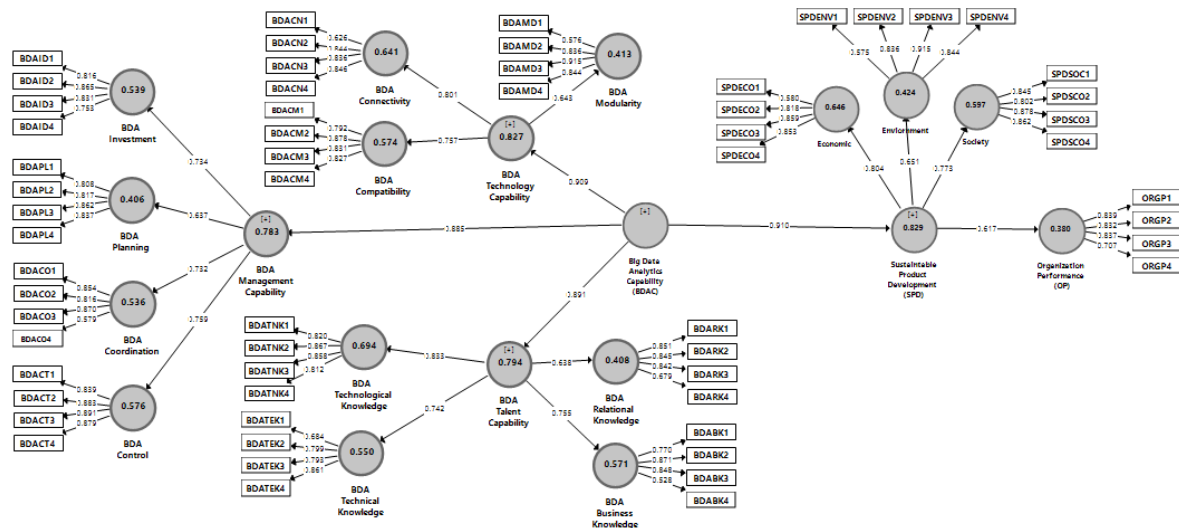 SPDENV1
SPDENV2
SPDENV3
SPDENV4
0.575
0.836
0.915
0.844
0.424
Enviornment
BDACN1
BDACN2
BDACN3
BDACN4
0.626
0.844
0.836
0.846
0.641
BDA
Connectivity
BDAMD1
BDAMD2
BDAMD3
BDAMD4
0.576
0.836
0.915
0.844
0.413
BDA
Modularity
BDAID1
BDAID2
BDAID3
BDAID4
0.816
0.865
0.831
0.753
0.539
BDA
Investment
BDACM1
BDACM2
BDACM3
BDACM4
0.792
0.878
0.831
0.827
0.574
BDA
Compatibility
0.801
0.643
0.757
[+]
0.827
BDA
Technology
Capability
SPDECO1
SPDECO2
SPDECO3
SPDECO4
0.580
0.818
0.859
0.853
0.646
Economic
SPDSOC1
SPDSCO2
SPDSCO3
SPDSCO4
0.845
0.802
0.878
0.862
0.597
Society
0.804
0.651
0.773
0.734
0.909
BDAPL1
BDAPL2
BDAPL3
BDAPL4
0.808
0.817
0.862
0.837
0.406
BDA
Planning
0.637
[+]
0.783
BDA
Management
Capability
0.885
[+]
Big Data
Analytics
Capability
(BDAC)
0.910
[+]
0.829
Sustaintable
Product
Development
(SPD)
0.617
0.380
Organization
Performance
(OP)
0.839
0.832
0.837
0.707
ORGP1
ORGP2
ORGP3
ORGP4
BDACO1
BDACO2
BDACO3
BDACO4
0.854
0.816
0.870
0.579
0.536
BDA
Coordination
0.732
0.759
0.891
BDACT1
BDACT2
BDACT3
BDACT4
0.839
0.883
0.891
0.879
0.576
BDA
Control
BDATNK1
BDATNK2
BDATNK3
BDATNK4
0.820
0.867
0.858
0.812
0.694
BDA
Technological
Knowledge
0.833
[+]
0.794
BDA
Talent
Capability
0.638
0.408
BDA
Relational
Knowledge
0.851
0.845
0.842
0.679
BDARK1
BDARK2
BDARK3
BDARK4
0.742
0.755
BDATEK1
BDATEK2
BDATEK3
BDATEK4
0.684
0.799
0.793
0.861
0.550
BDA
Technical Knowledge
0.571
BDA
Business Knowledge
0.770
0.871
0.848
0.528
BDABK1
BDABK2
BDABK3
BDABK4